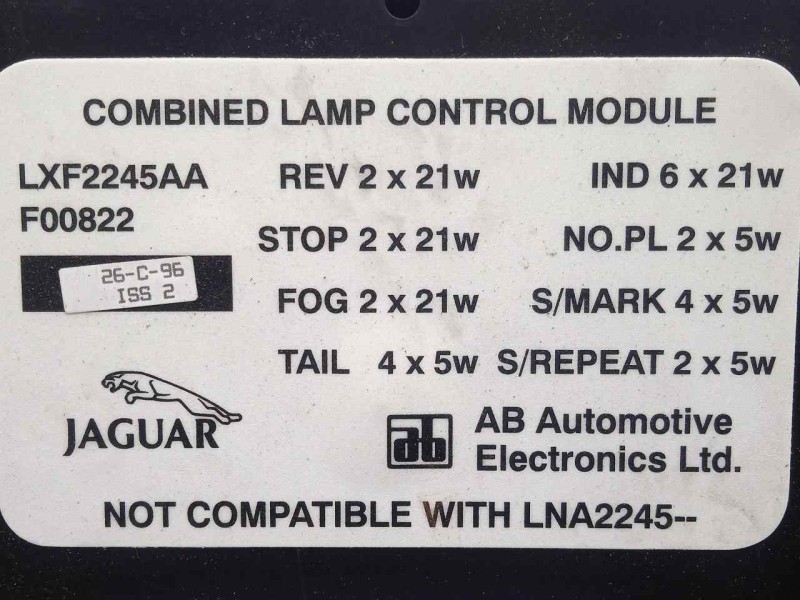 COMBINED LAMP CONTROL MODULE
LXF2245AA REV 2 x 21w IND 6 x 21w
F00822
STOP 2 x 21w NO.PL 2 x 5w
26-C-96
ISS 2
FOG 2 x 21w S/MARK 4 x 5w
TAIL 4 x 5w S/REPEAT 2 x 5w
JAGUAR
ab
AB Automotive
Electronics Ltd.
NOT COMPATIBLE WITH LNA2245--